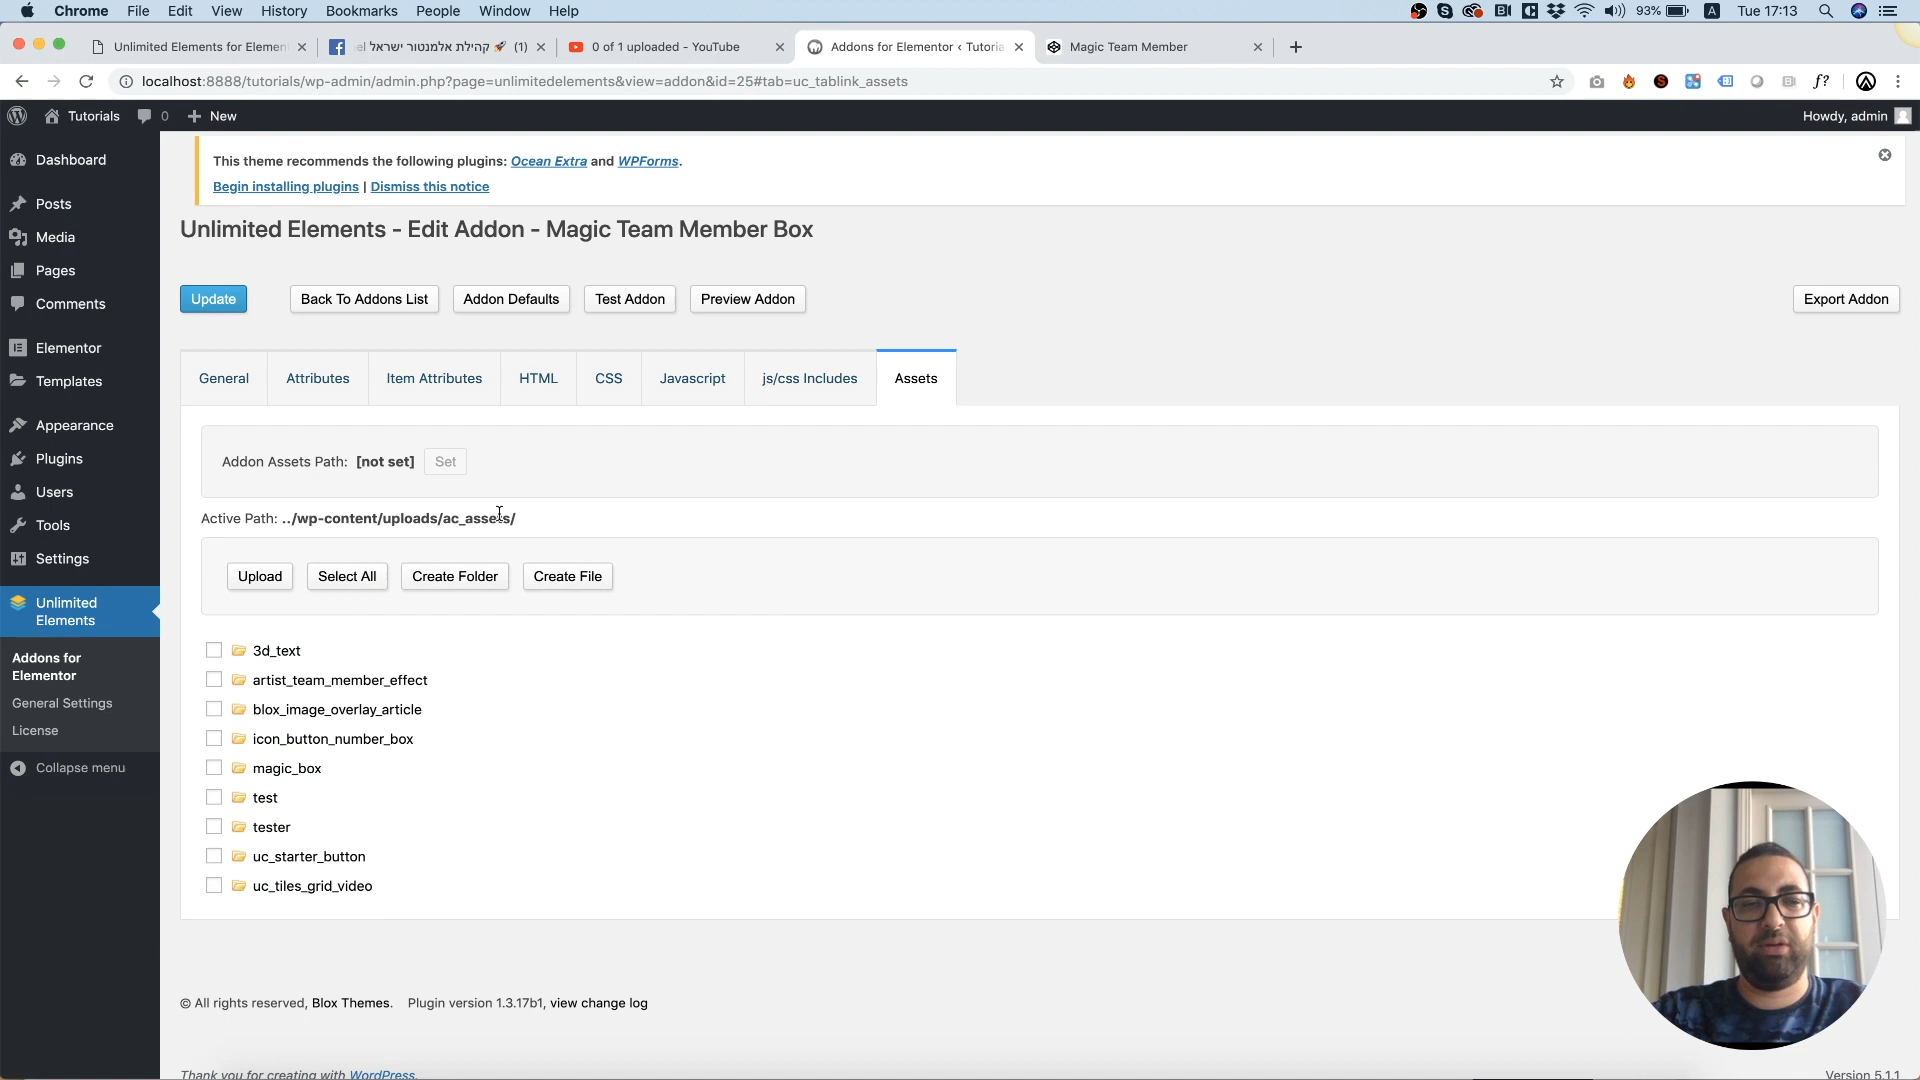 Chrome File Edit View History Bookmarks People Window Help 93% Tue 17:13
Unlimited Elements for Elemen
(1) קהילת אלמנטור ישראל el
0 of 1 uploaded - YouTube
Addons for Elementor ‹ Tutoria
Magic Team Member
localhost:8888/tutorials/wp-admin/admin.php?page=unlimitedelements&view=addon&id=25#tab=uc_tablink_assets
f?
Tutorials 0 New Howdy, admin
Dashboard
Posts
Media
Pages
Comments
Elementor
Templates
Appearance
Plugins
Users
Tools
Settings
Unlimited
Elements
Addons for
Elementor
General Settings
License
Collapse menu
This theme recommends the following plugins: Ocean Extra and WPForms.
Begin installing plugins | Dismiss this notice
Unlimited Elements - Edit Addon - Magic Team Member Box
Update Back To Addons List Addon Defaults Test Addon Preview Addon Export Addon
General Attributes Item Attributes HTML CSS Javascript js/css Includes Assets
Addon Assets Path: [not set] Set
Active Path: ../wp-content/uploads/ac_assets/
Upload Select All Create Folder Create File
3d_text
artist_team_member_effect
blox_image_overlay_article
icon_button_number_box
magic_box
test
tester
uc_starter_button
uc_tiles_grid_video
© All rights reserved, Blox Themes. Plugin version 1.3.17b1, view change log
Thank you for creating with WordPress. Version 5.1.1